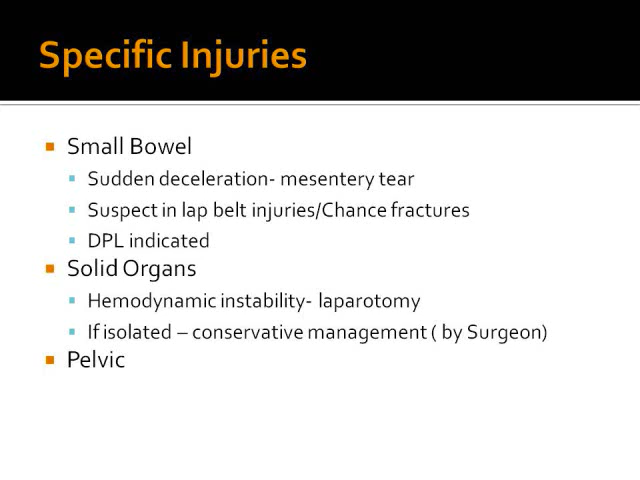 Specific Injuries
Small Bowel
Sudden deceleration- mesentery tear
Suspect in lap belt injuries/Chance fractures
DPL indicated
Solid Organs
Hemodynamic instability- laparotomy
If isolated – conservative management ( by Surgeon)
Pelvic